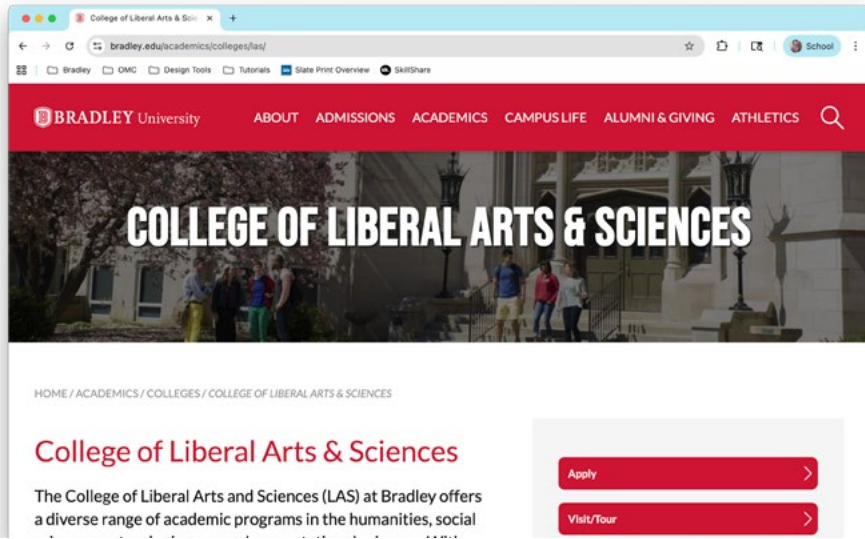 College of Liberal Arts & Scie
bradley.edu/academics/colleges/las/
School
Bradley
OMC
Design Tools
Tutorials
Slate Print Overview
SkillShare
BRADLEY University
ABOUT
ADMISSIONS
ACADEMICS
CAMPUS LIFE
ALUMNI & GIVING
ATHLETICS
COLLEGE OF LIBERAL ARTS & SCIENCES
HOME / ACADEMICS / COLLEGES / COLLEGE OF LIBERAL ARTS & SCIENCES
College of Liberal Arts & Sciences
The College of Liberal Arts and Sciences (LAS) at Bradley offers
a diverse range of academic programs in the humanities, social
Apply
Visit/Tour